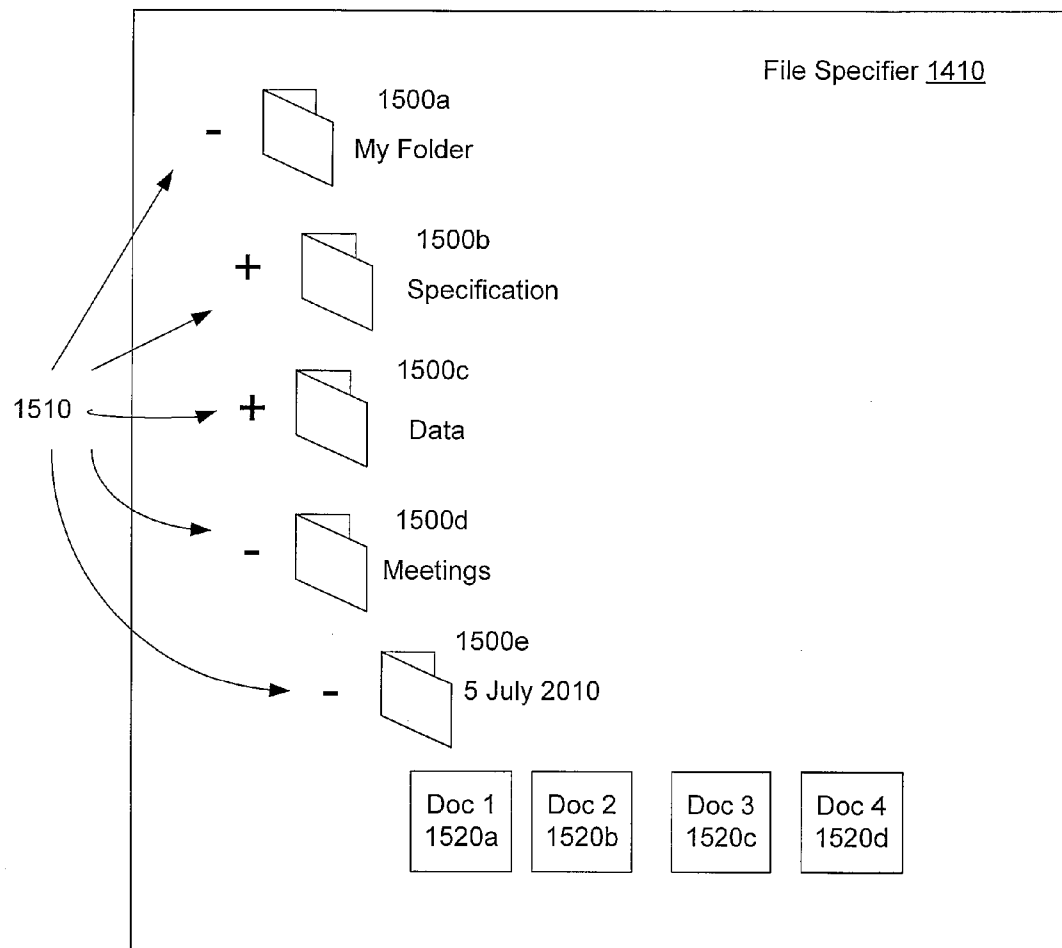 File Specifier 1410
1500a
- My Folder
1500b
+ Specification
1500c
1510 + Data
1500d
- Meetings
1500e
- 5 July 2010
Doc 1 Doc 2 Doc 3 Doc 4
1520a 1520b 1520c 1520d